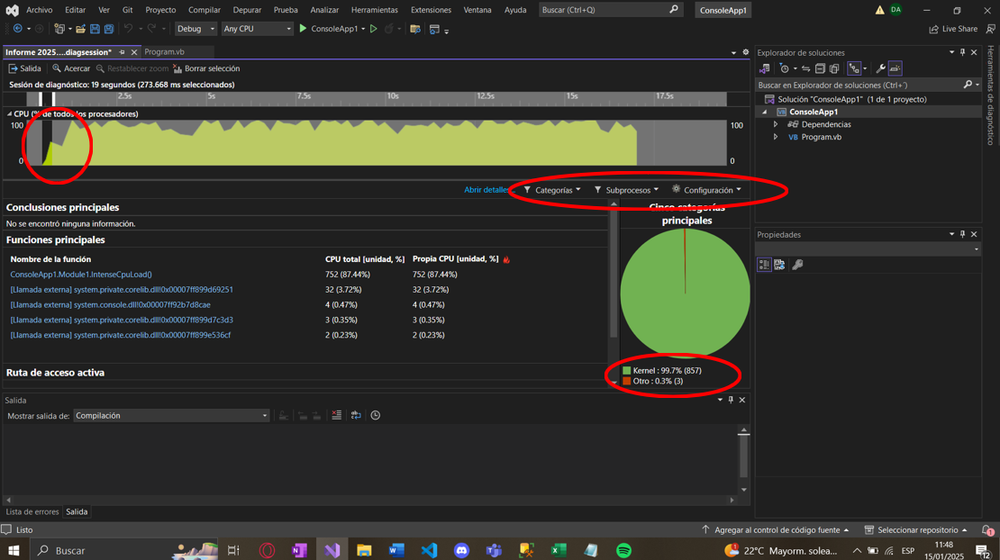 Archivo Editar Ver Git Proyecto Compilar Depurar Prueba Analizar Herramientas Extensiones Ventana Ayuda Buscar (Ctrl+Q) ConsoleApp1 DA
Debug Any CPU ConsoleApp1 Live Share
Informe 2025....diagsession* Program.vb
Salida Acercar Restablecer zoom Borrar selección
Sesión de diagnóstico: 19 segundos (273.668 ms seleccionados)
2.5s 5s 7.5s 10s 12.5s 15s 17.5s
CPU (% de todos los procesadores)
100 100
0 0
Abrir detalles... Categorías Subprocesos Configuración
Conclusiones principales
No se encontró ninguna información.
Funciones principales
Nombre de la función CPU total [unidad, %] Propia CPU [unidad, %]
ConsoleApp1.Module1.IntenseCpuLoad() 752 (87.44%) 752 (87.44%)
[Llamada externa] system.private.corelib.dll!0x00007ff899d69251 32 (3.72%) 32 (3.72%)
[Llamada externa] system.console.dll!0x00007ff92b7d8cae 4 (0.47%) 4 (0.47%)
[Llamada externa] system.private.corelib.dll!0x00007ff899d7c3d3 3 (0.35%) 3 (0.35%)
[Llamada externa] system.private.corelib.dll!0x00007ff899e536cf 2 (0.23%) 2 (0.23%)
Ruta de acceso activa
Cinco categorías
principales
Kernel : 99.7% (857)
Otro : 0.3% (3)
Explorador de soluciones
Buscar en Explorador de soluciones (Ctrl+´)
Solución "ConsoleApp1" (1 de 1 proyecto)
VB ConsoleApp1
Dependencias
VB Program.vb
Propiedades
Herramientas de diagnóstico
Salida
Mostrar salida de: Compilación
Lista de errores Salida
Listo Agregar al control de código fuente Seleccionar repositorio 1
Buscar 22°C Mayorm. solea... ESP 11:48
15/01/2025 12